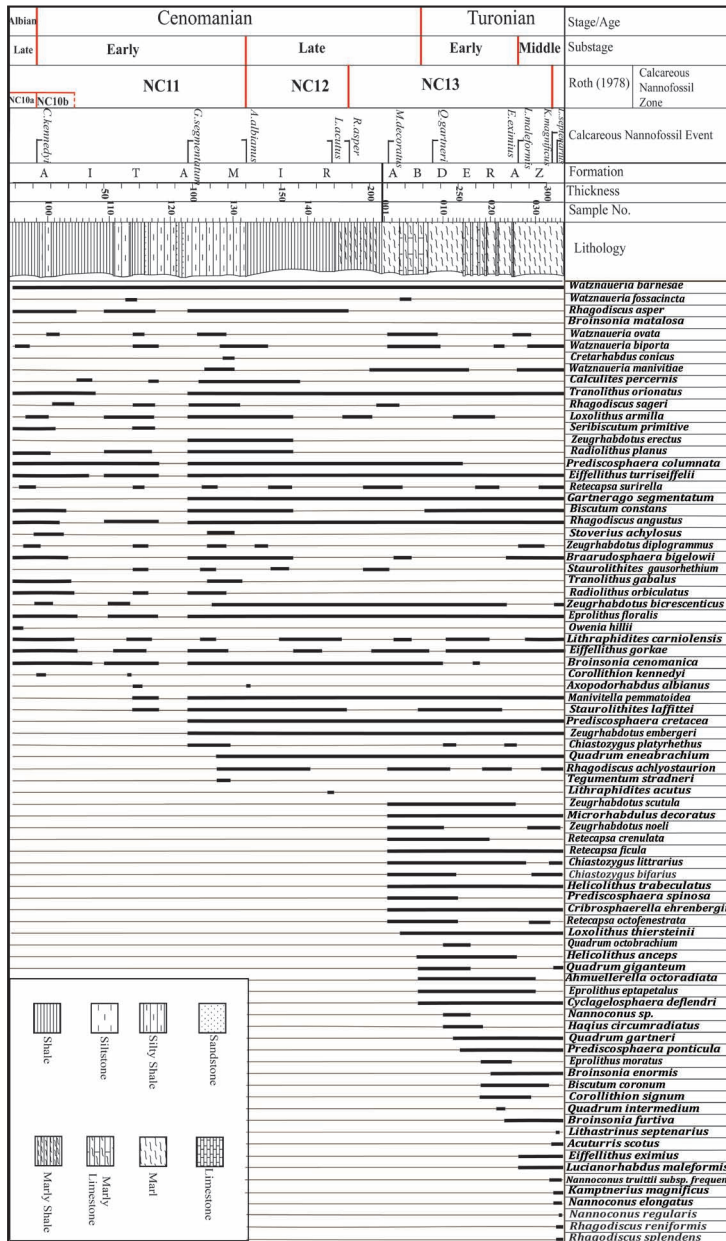 Albian Cenomanian Turonian Stage/Age
Late Early Late Early Middle Substage
NC10a NC10b NC11 NC12 NC13 Roth (1978) Calcareous Nannofossil Zone
C.kennedyi G.segmentatum A.albianus L.acutus R.asper M.decoratus Q.gartneri E.eximius L.maleformis K.magnificus L.septenarius Calcareous Nannofossil Event
A I T A M I R A B D E R A Z Formation
Thickness
50 100 150 200 250 300
Sample No.
100 110 120 130 140 001 010 020 030
Lithology
Watznaueria barnesae
Watznaueria fossacincta
Rhagodiscus asper
Broinsonia matalosa
Watznaueria ovata
Watznaueria biporta
Cretarhabdus conicus
Watznaueria manivitiae
Calculites percernis
Tranolithus orionatus
Rhagodiscus sageri
Loxolithus armilla
Seribiscutum primitive
Zeugrhabdotus erectus
Radiolithus planus
Prediscosphaera columnata
Eiffellithus turriseiffelii
Retecapsa surirella
Gartnerago segmentatum
Biscutum constans
Rhagodiscus angustus
Stoverius achylosus
Zeugrhabdotus diplogrammus
Braarudosphaera bigelowii
Staurolithites gausorhethium
Tranolithus gabalus
Radiolithus orbiculatus
Zeugrhabdotus bicrescenticus
Eprolithus floralis
Owenia hillii
Lithraphidites carniolensis
Eiffellithus gorkae
Broinsonia cenomanica
Corollithion kennedyi
Axopodorhabdus albianus
Manivitella pemmatoidea
Staurolithites laffittei
Prediscosphaera cretacea
Zeugrhabdotus embergeri
Chiastozygus platyrhethus
Quadrum eneabrachium
Rhagodiscus achlyostaurion
Tegumentum stradneri
Lithraphidites acutus
Zeugrhabdotus scutula
Microrhabdulus decoratus
Zeugrhabdotus noeli
Retecapsa crenulata
Retecapsa ficula
Chiastozygus littrarius
Chiastozygus bifarius
Helicolithus trabeculatus
Prediscosphaera spinosa
Cribrosphaerella ehrenbergii
Retecapsa octofenestrata
Loxolithus thiersteinii
Quadrum octobrachium
Helicolithus anceps
Quadrum giganteum
Ahmuellerella octoradiata
Eprolithus eptapetalus
Cyclagelosphaera deflendri
Nannoconus sp.
Haqius circumradiatus
Quadrum gartneri
Prediscosphaera ponticula
Eprolithus moratus
Broinsonia enormis
Biscutum coronum
Corollithion signum
Quadrum intermedium
Broinsonia furtiva
Lithastrinus septenarius
Acuturris scotus
Eiffellithus eximius
Lucianorhabdus maleformis
Nannoconus truittii subsp. frequens
Kamptnerius magnificus
Nannoconus elongatus
Nannoconus regularis
Rhagodiscus reniformis
Rhagodiscus splendens
Shale
Siltstone
Silty Shale
Sandstone
Marly Shale
Marly Limestone
Marl
Limestone